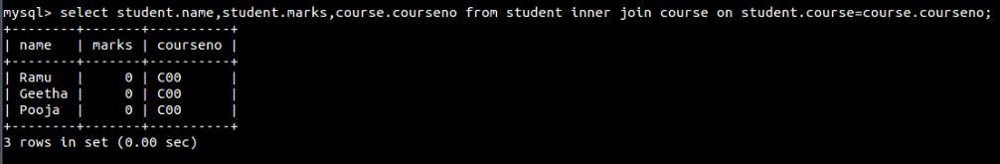 mysql> select student.name,student.marks,course.courseno from student inner join course on student.course=course.courseno;
+--------+-------+----------+
| name   | marks | courseno |
+--------+-------+----------+
| Ramu   |     0 | C00      |
| Geetha |     0 | C00      |
| Pooja  |     0 | C00      |
+--------+-------+----------+
3 rows in set (0.00 sec)